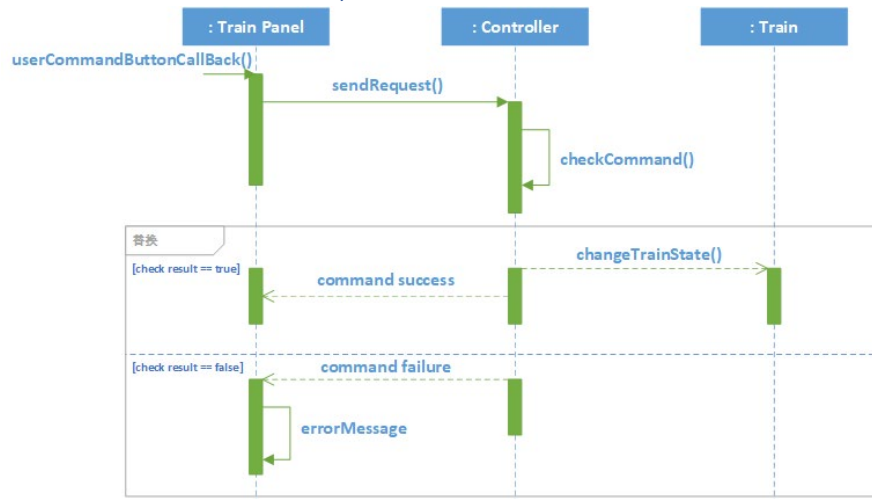 : Train Panel
: Controller
: Train
userCommandButtonCallBack()
sendRequest()
checkCommand()
替换
[check result == true]
changeTrainState()
command success
[check result == false]
command failure
errorMessage